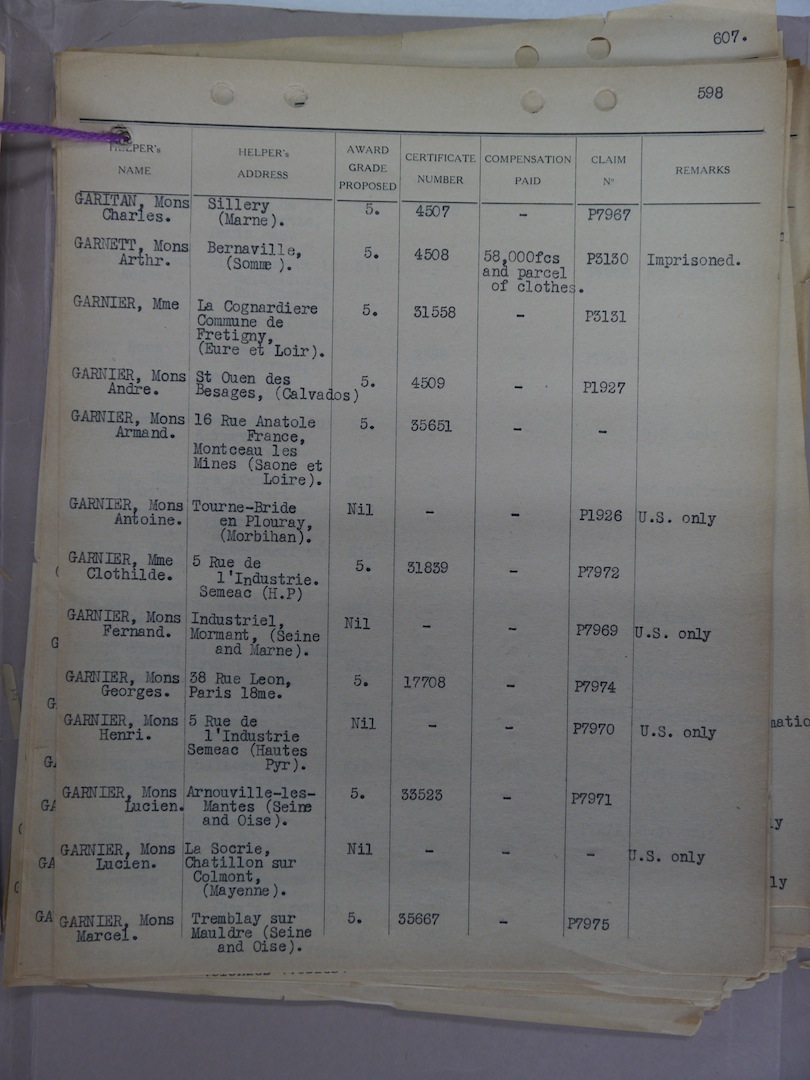 607.
598
HELPER's NAME | HELPER's ADDRESS | AWARD GRADE PROPOSED | CERTIFICATE NUMBER | COMPENSATION PAID | CLAIM Nº | REMARKS
GARITAN, Mons Charles. | Sillery (Marne). | 5. | 4507 | - | P7967
GARNETT, Mons Arthr. | Bernaville, (Somme ). | 5. | 4508 | 58,000fcs and parcel of clothes. | P3130 | Imprisoned.
GARNIER, Mme | La Cognardiere Commune de Fretigny, (Eure et Loir). | 5. | 31558 | - | P3131
GARNIER, Mons Andre. | St Ouen des Besages, (Calvados) | 5. | 4509 | - | P1927
GARNIER, Mons Armand. | 16 Rue Anatole France, Montceau les Mines (Saone et Loire). | 5. | 35651 | - | -
GARNIER, Mons Antoine. | Tourne-Bride en Plouray, (Morbihan). | Nil | - | - | P1926 | U.S. only
GARNIER, Mme Clothilde. | 5 Rue de l'Industrie. Semeac (H.P) | 5. | 31839 | - | P7972
GARNIER, Mons Fernand. | Industriel, Mormant, (Seine and Marne). | Nil | - | - | P7969 | U.S. only
GARNIER, Mons Georges. | 38 Rue Leon, Paris 18me. | 5. | 17708 | - | P7974
GARNIER, Mons Henri. | 5 Rue de l'Industrie Semeac (Hautes Pyr). | Nil | - | - | P7970 | U.S. only
GARNIER, Mons Lucien. | Arnouville-les-Mantes (Seine and Oise). | 5. | 33523 | - | P7971
GARNIER, Mons Lucien. | La Socrie, Chatillon sur Colmont, (Mayenne). | Nil | - | - | - | U.S. only
GARNIER, Mons Marcel. | Tremblay sur Mauldre (Seine and Oise). | 5. | 35667 | - | P7975